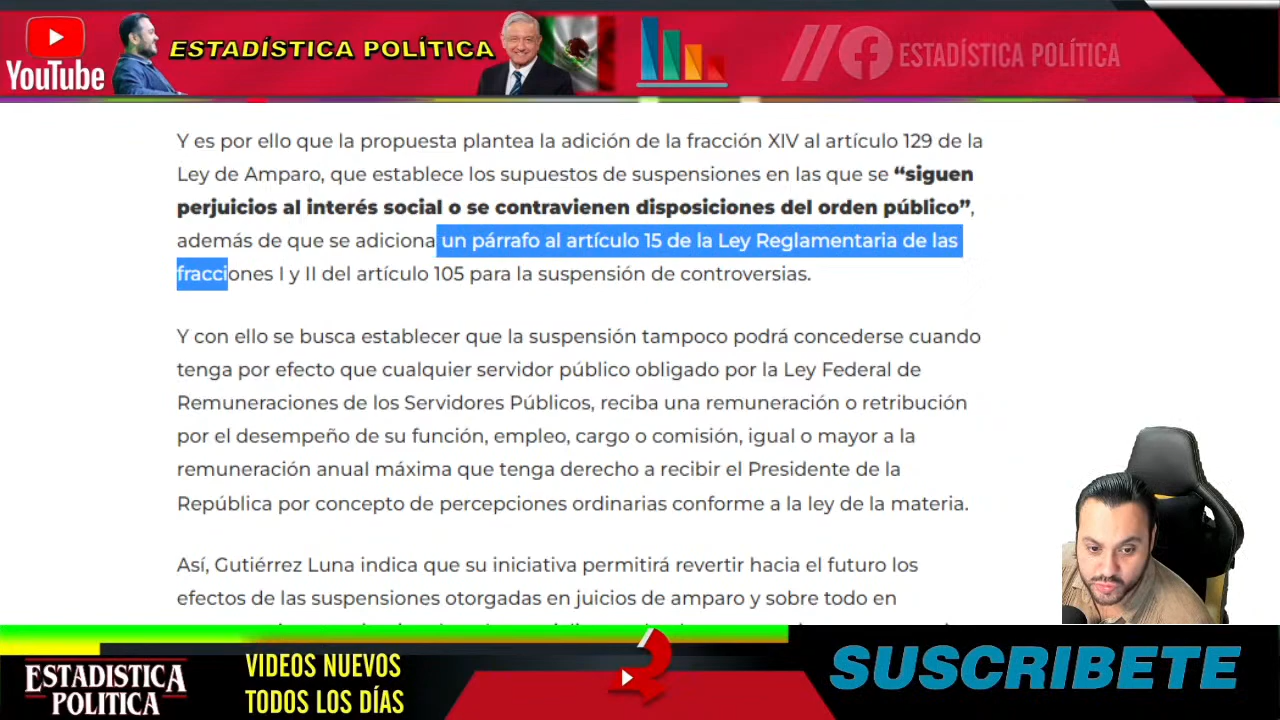 YouTube
ESTADÍSTICA POLÍTICA
ESTADÍSTICA POLÍTICA
Y es por ello que la propuesta plantea la adición de la fracción XIV al artículo 129 de la
Ley de Amparo, que establece los supuestos de suspensiones en las que se “siguen
perjuicios al interés social o se contravienen disposiciones del orden público”,
además de que se adiciona un párrafo al artículo 15 de la Ley Reglamentaria de las
fracciones I y II del artículo 105 para la suspensión de controversias.
Y con ello se busca establecer que la suspensión tampoco podrá concederse cuando
tenga por efecto que cualquier servidor público obligado por la Ley Federal de
Remuneraciones de los Servidores Públicos, reciba una remuneración o retribución
por el desempeño de su función, empleo, cargo o comisión, igual o mayor a la
remuneración anual máxima que tenga derecho a recibir el Presidente de la
República por concepto de percepciones ordinarias conforme a la ley de la materia.
Así, Gutiérrez Luna indica que su iniciativa permitirá revertir hacia el futuro los
efectos de las suspensiones otorgadas en juicios de amparo y sobre todo en
ESTADISTICA
POLÍTICA
VIDEOS NUEVOS
TODOS LOS DÍAS
SUSCRIBETE